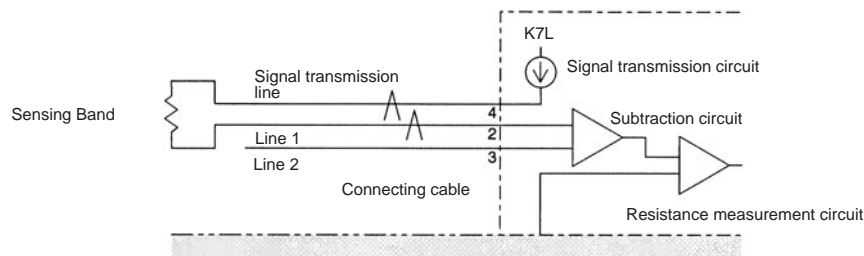 K7L
Signal transmission
line
Signal transmission circuit
Sensing Band
4
Subtraction circuit
2
Line 1
3
Line 2
Connecting cable
Resistance measurement circuit